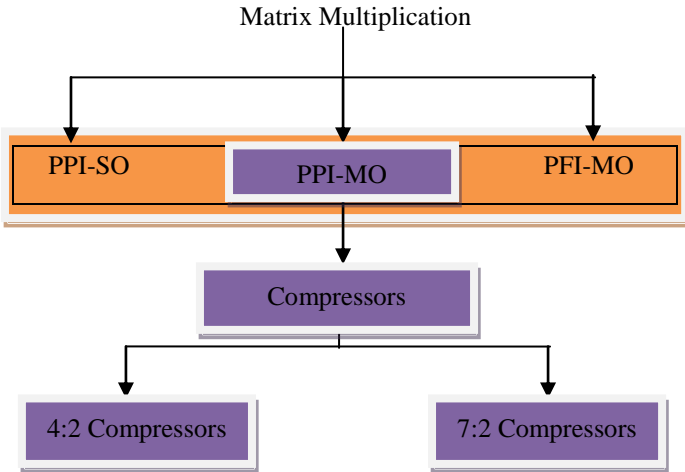 Matrix Multiplication
PPI-SO
PPI-MO
PFI-MO
Compressors
4:2 Compressors
7:2 Compressors